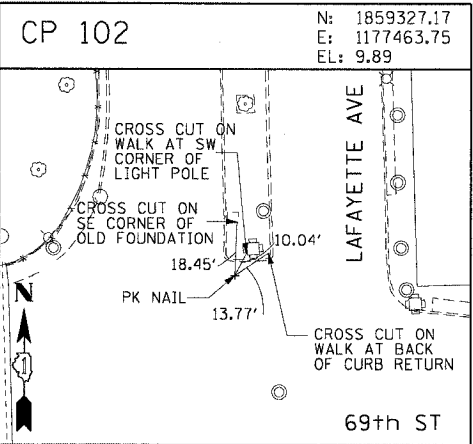 CP 102
N: 1859327.17
E: 1177463.75
EL: 9.89
CROSS CUT ON
WALK AT SW
CORNER OF
LIGHT POLE
LAFAYETTE AVE
CROSS CUT ON
SE CORNER OF
OLD FOUNDATION
10.04'
18.45'
PK NAIL
13.77'
N
1
CROSS CUT ON
WALK AT BACK
OF CURB RETURN
69th ST